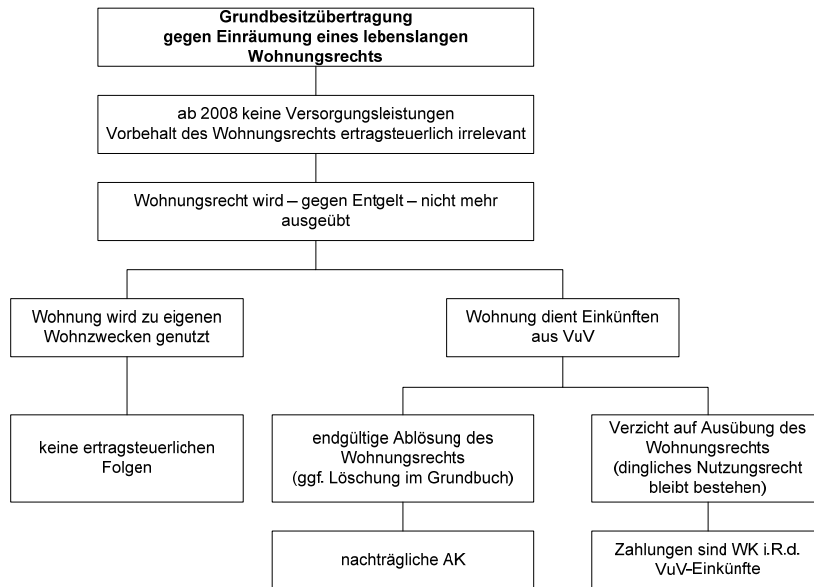 Grundbesitzübertragung
gegen Einräumung eines lebenslangen
Wohnungsrechts
ab 2008 keine Versorgungsleistungen
Vorbehalt des Wohnungsrechts ertragsteuerlich irrelevant
Wohnungsrecht wird – gegen Entgelt – nicht mehr
ausgeübt
Wohnung wird zu eigenen
Wohnzwecken genutzt
Wohnung dient Einkünften
aus VuV
keine ertragsteuerlichen
Folgen
endgültige Ablösung des
Wohnungsrechts
(ggf. Löschung im Grundbuch)
Verzicht auf Ausübung des
Wohnungsrechts
(dingliches Nutzungsrecht
bleibt bestehen)
nachträgliche AK
Zahlungen sind WK i.R.d.
VuV-Einkünfte